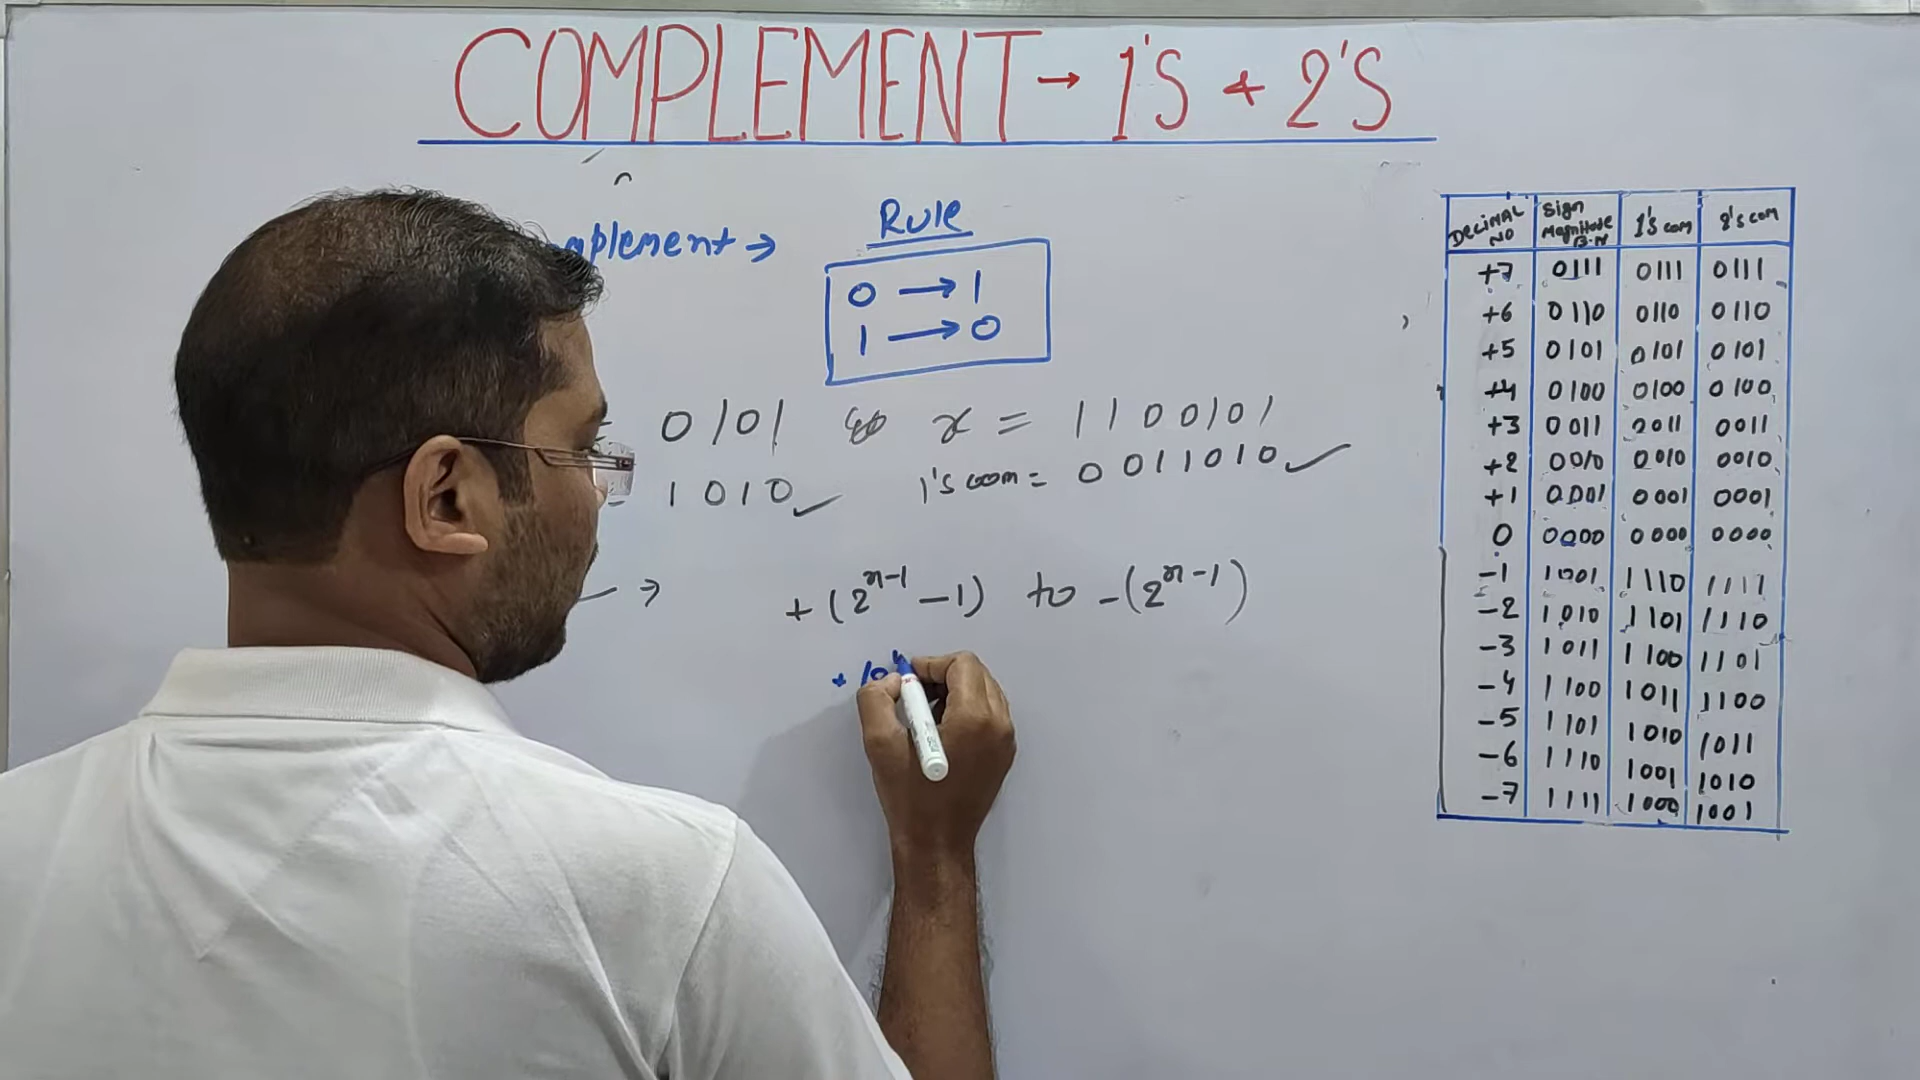 COMPLEMENT → 1'S & 2'S
mplement →
Rule
0 → 1
1 → 0
0101
x = 1100101
1010 ✓
1's com = 0011010 ✓
→ +(2^{n-1} - 1) to -(2^{n-1})
+ 10
DECIMAL NO | Sign Magnitude B.N | 1's com | 2's com
+7 | 0111 | 0111 | 0111
+6 | 0110 | 0110 | 0110
+5 | 0101 | 0101 | 0101
+4 | 0100 | 0100 | 0100
+3 | 0011 | 2011 | 0011
+2 | 0010 | 0010 | 0010
+1 | 0001 | 0001 | 0001
0 | 0000 | 0000 | 0000
-1 | 1001 | 1110 | 1111
-2 | 1010 | 1101 | 1110
-3 | 1011 | 1100 | 1101
-4 | 1100 | 1011 | 1100
-5 | 1101 | 1010 | 1011
-6 | 1110 | 1001 | 1010
-7 | 1111 | 1000 | 1001